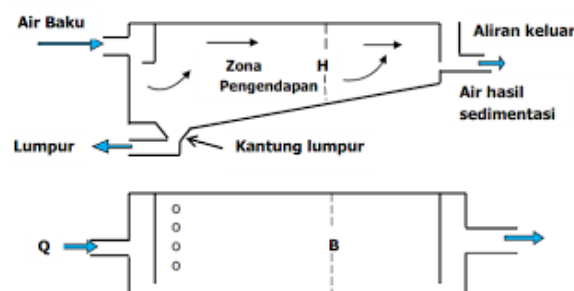 Air Baku
Aliran keluar
Zona
Pengendapan
H
Air hasil
sedimentasi
Lumpur
Kantung lumpur
Q
B